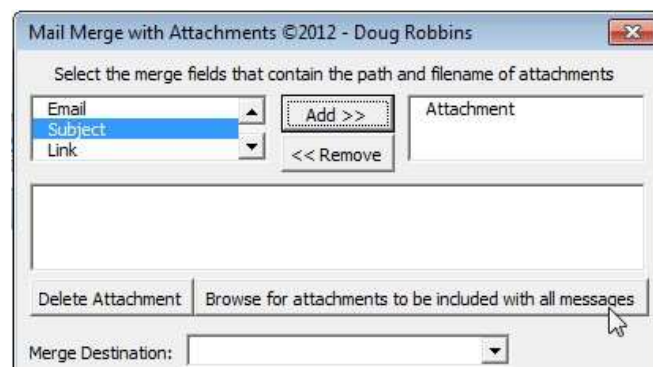 Mail Merge with Attachments ©2012 - Doug Robbins
Select the merge fields that contain the path and filename of attachments
Email
Subject
Link
Add >>
<< Remove
Attachment
Delete Attachment
Browse for attachments to be included with all messages
Merge Destination: